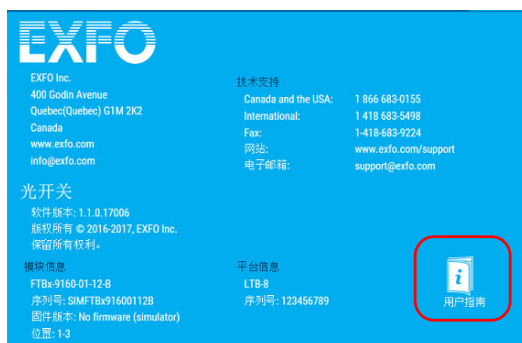 EXFO
EXFO Inc.
400 Godin Avenue
Quebec(Quebec) G1M 2K2
Canada
www.exfo.com
info@exfo.com
技术支持
Canada and the USA: 1 866 683-0155
International: 1 418 683-5498
Fax: 1-418-683-9224
网站: www.exfo.com/support
电子邮箱: support@exfo.com
光开关
软件版本: 1.1.0.17006
版权所有 © 2016-2017, EXFO Inc.
保留所有权利。
模块信息
FTBx-9160-01-12-B
序列号: SIMFTBx91600112B
固件版本: No firmware (simulator)
位置: 1-3
平台信息
LTB-8
序列号: 123456789
i
用户指南